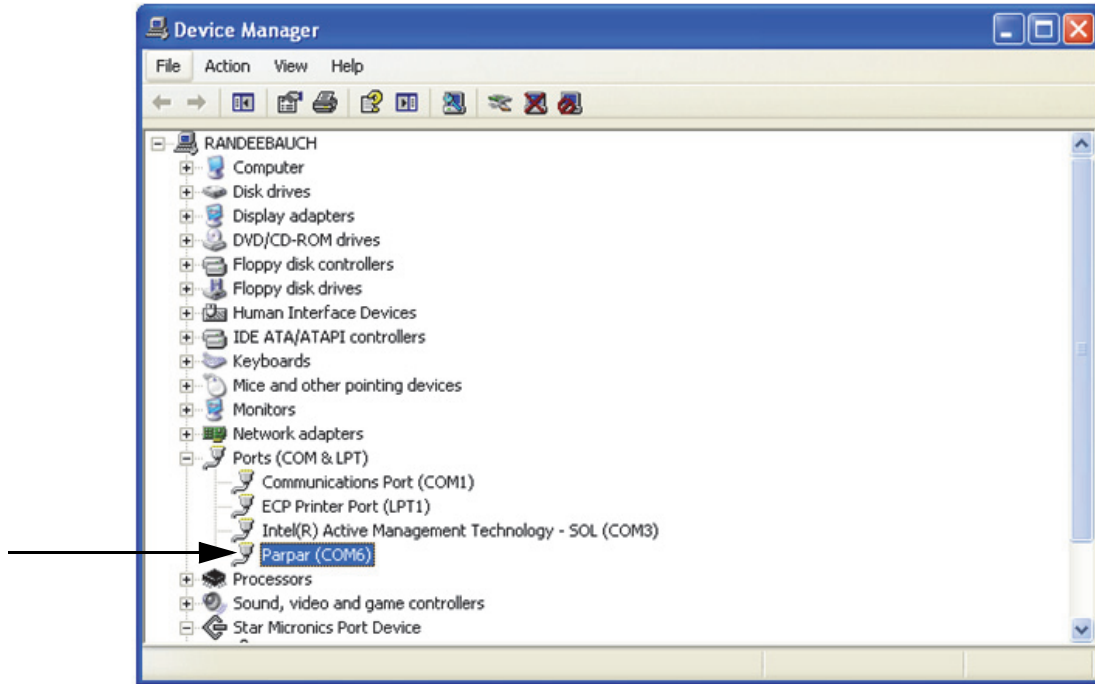 Device Manager
File Action View Help
RANDEEBAUCH
Computer
Disk drives
Display adapters
DVD/CD-ROM drives
Floppy disk controllers
Floppy disk drives
Human Interface Devices
IDE ATA/ATAPI controllers
Keyboards
Mice and other pointing devices
Monitors
Network adapters
Ports (COM & LPT)
Communications Port (COM1)
ECP Printer Port (LPT1)
Intel(R) Active Management Technology - SOL (COM3)
Parpar (COM6)
Processors
Sound, video and game controllers
Star Micronics Port Device